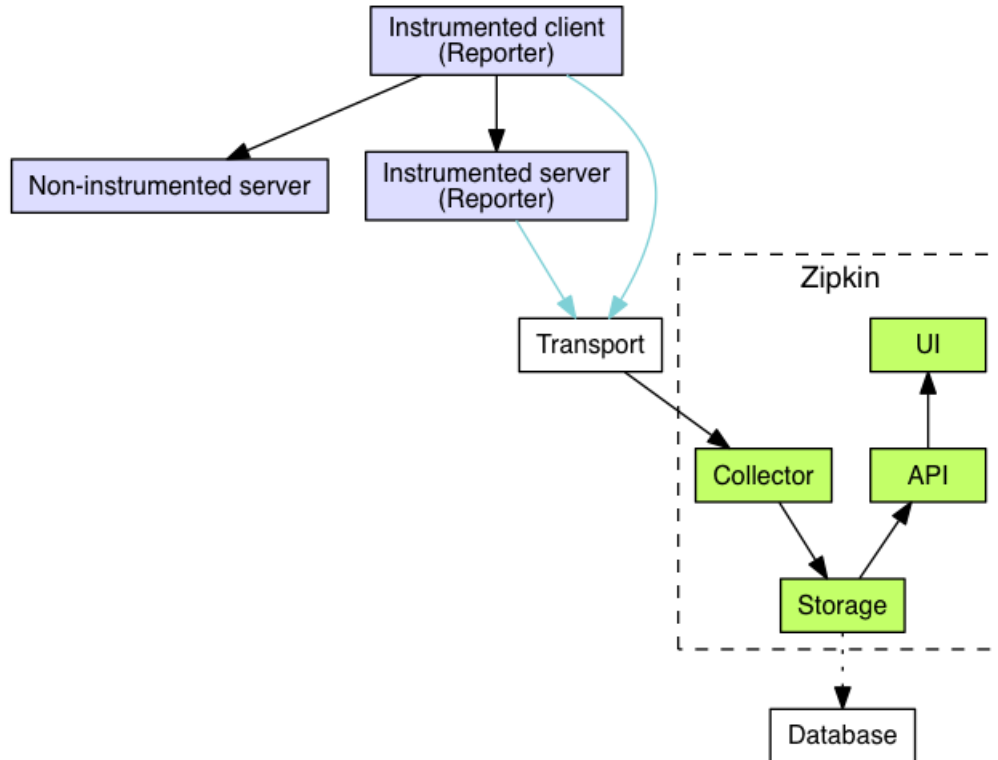 Instrumented client
(Reporter)
Non-instrumented server
Instrumented server
(Reporter)
Zipkin
Transport
UI
Collector
API
Storage
Database